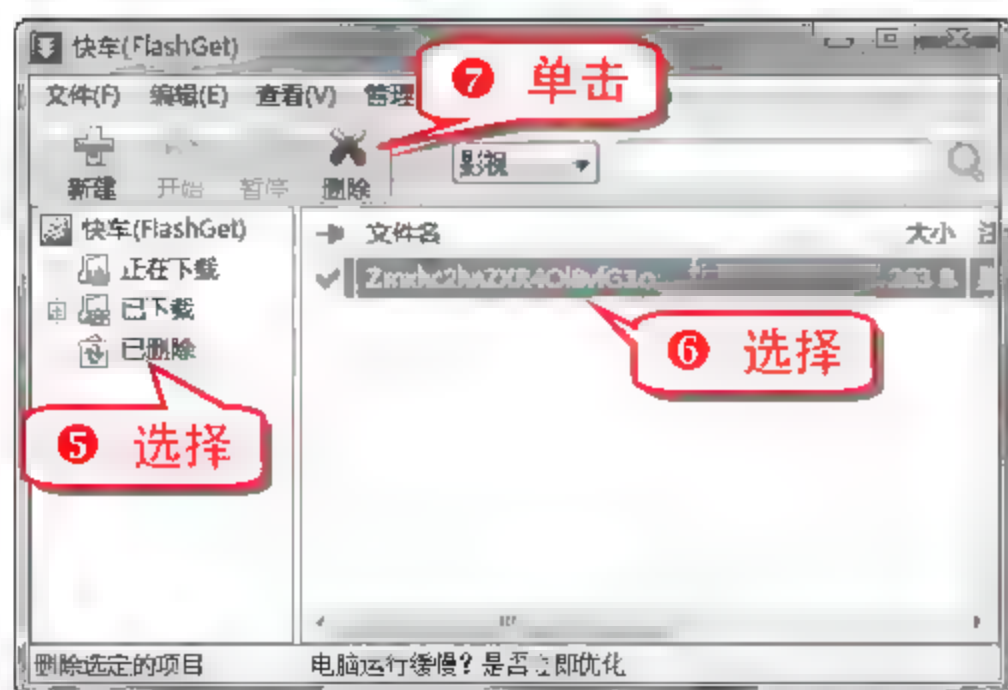 快车(FlashGet)
❼ 单击
文件(F) 编辑(E) 查看(V) 管理
新建 开始 暂停 删除 影视
快车(FlashGet) 文件名 大小
正在下载
已下载
已删除
❻ 选择
❺ 选择
删除选定的项目 电脑运行缓慢？是否立即优化